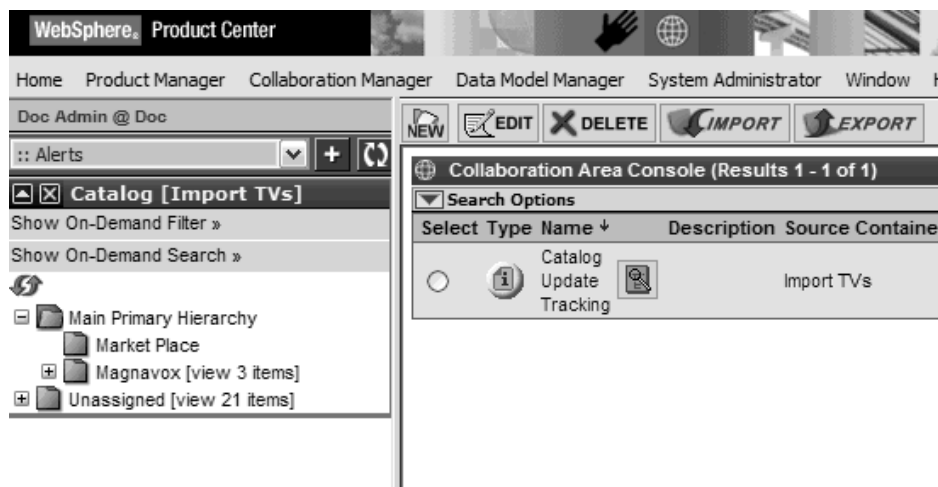 WebSphere® Product Center
Home Product Manager Collaboration Manager Data Model Manager System Administrator Window
Doc Admin @ Doc
NEW EDIT DELETE IMPORT EXPORT
:: Alerts
Collaboration Area Console (Results 1 - 1 of 1)
Catalog [Import TVs]
Search Options
Show On-Demand Filter »
Select Type Name Description Source Containe
Show On-Demand Search »
Catalog
Update
Tracking
Import TVs
Main Primary Hierarchy
Market Place
Magnavox [view 3 items]
Unassigned [view 21 items]